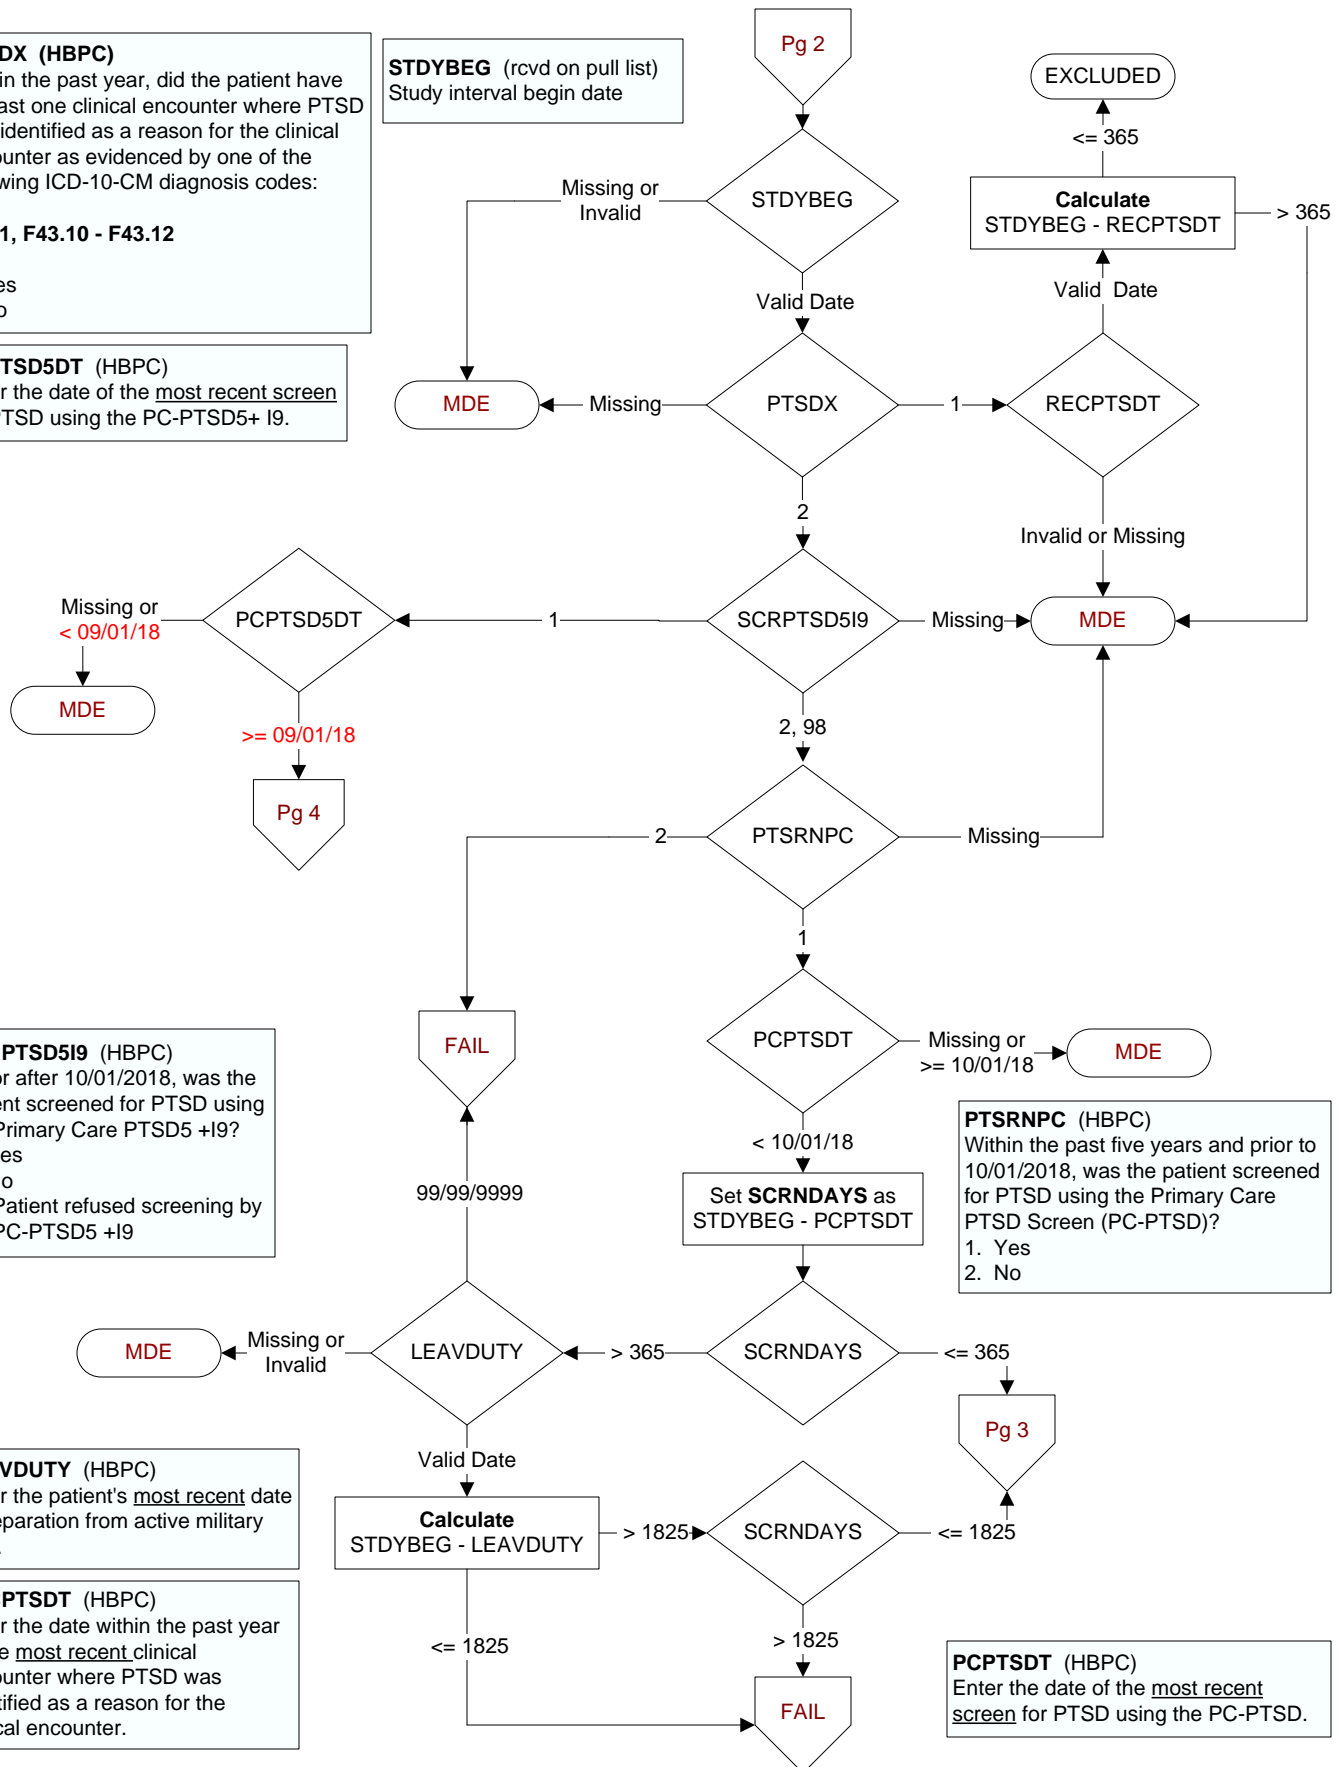 DX (HBPC)
in the past year, did the patient have
ast one clinical encounter where PTSD
identified as a reason for the clinical
ounter as evidenced by one of the
wing ICD-10-CM diagnosis codes:
1, F43.10 - F43.12
es
o
STDYBEG (rcvd on pull list)
Study interval begin date
Pg 2
EXCLUDED
<= 365
Calculate
STDYBEG - RECPTSDT
> 365
STDYBEG
Missing or
Invalid
Valid Date
Valid Date
TSD5DT (HBPC)
r the date of the most recent screen
PTSD using the PC-PTSD5+ I9.
MDE
Missing
PTSDX
1
RECPTSDT
2
Invalid or Missing
PCPTSD5DT
Missing or
< 09/01/18
1
SCRPTSD5I9
Missing
MDE
MDE
>= 09/01/18
Pg 4
2, 98
2
PTSRNPC
Missing
1
FAIL
PCPTSDT
Missing or
>= 10/01/18
MDE
PTSD5I9 (HBPC)
or after 10/01/2018, was the
ent screened for PTSD using
Primary Care PTSD5 +I9?
es
o
Patient refused screening by
PC-PTSD5 +I9
< 10/01/18
PTSRNPC (HBPC)
Within the past five years and prior to
10/01/2018, was the patient screened
for PTSD using the Primary Care
PTSD Screen (PC-PTSD)?
1. Yes
2. No
99/99/9999
Set SCRNDAYS as
STDYBEG - PCPTSDT
MDE
Missing or
Invalid
LEAVDUTY
> 365
SCRNDAYS
<= 365
Pg 3
Valid Date
VDUTY (HBPC)
r the patient's most recent date
eparation from active military
.
Calculate
STDYBEG - LEAVDUTY
> 1825
SCRNDAYS
<= 1825
PTSDT (HBPC)
r the date within the past year
e most recent clinical
ounter where PTSD was
tified as a reason for the
cal encounter.
<= 1825
> 1825
FAIL
PCPTSDT (HBPC)
Enter the date of the most recent
screen for PTSD using the PC-PTSD.